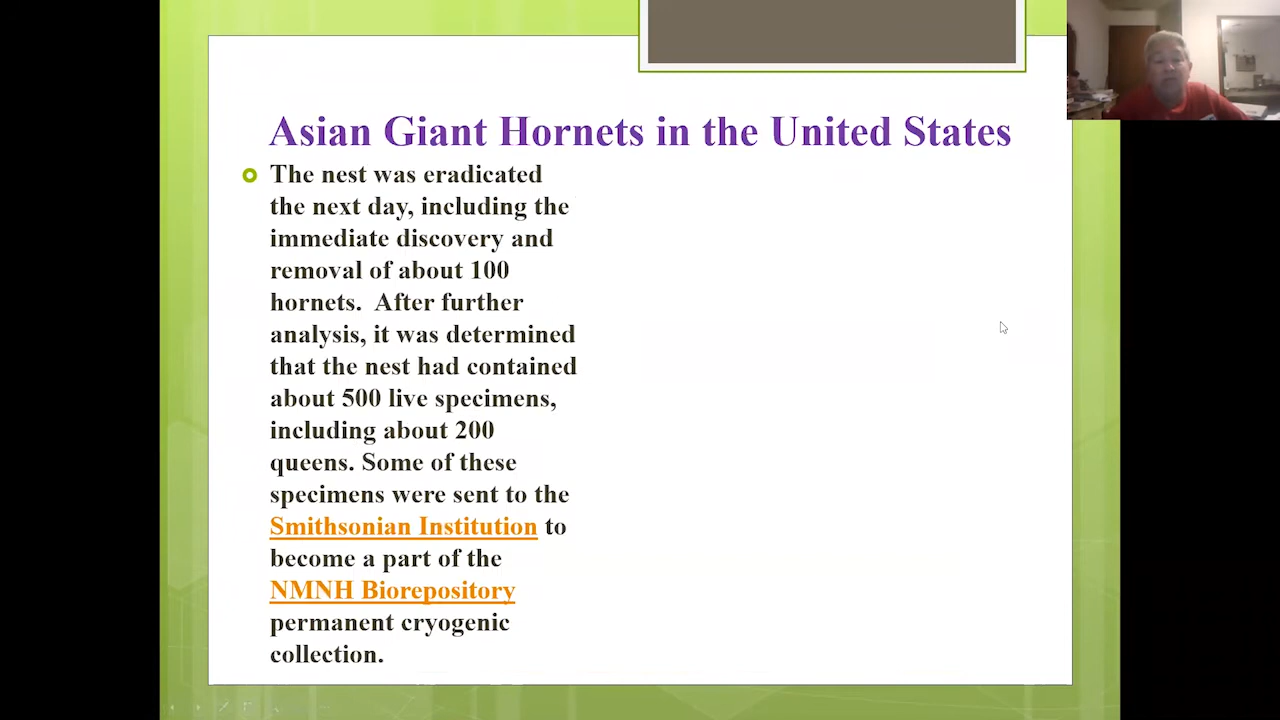 Asian Giant Hornets in the United States
The nest was eradicated
the next day, including the
immediate discovery and
removal of about 100
hornets.  After further
analysis, it was determined
that the nest had contained
about 500 live specimens,
including about 200
queens. Some of these
specimens were sent to the
Smithsonian Institution to
become a part of the
NMNH Biorepository
permanent cryogenic
collection.